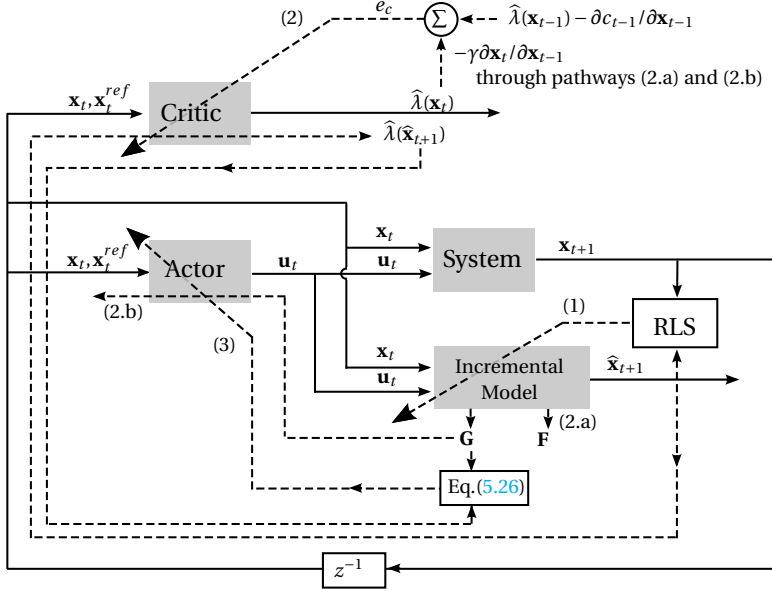 (2)
e_c
Σ
λ̂(x_{t−1}) − ∂c_{t−1}/∂x_{t−1}
−γ∂x_t/∂x_{t−1}
through pathways (2.a) and (2.b)
x_t, x_t^{ref}
Critic
λ̂(x_t)
λ̂(x̂_{t+1})
x_t
x_t, x_t^{ref}
Actor
u_t
u_t
System
x_{t+1}
(2.b)
(3)
(1)
RLS
x_t
u_t
Incremental
Model
x̂_{t+1}
(2.a)
G
F
Eq.(5.26)
z^{−1}